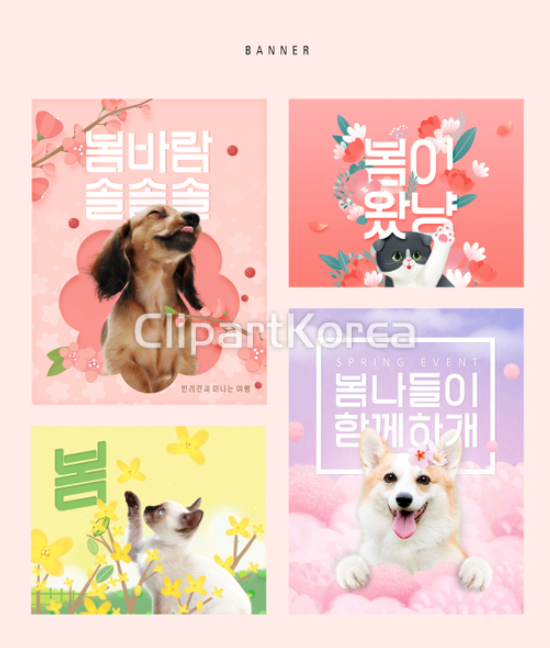 BANNER
봄바람
솔솔솔
반려견과 떠나는 여행
봄이
왔냥
ClipartKorea
SPRING EVENT
봄나들이
함께하개
봄